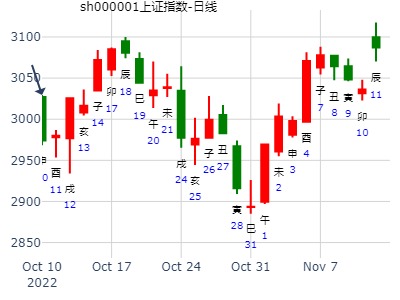 sh000001上证指数-日线
3100
3050
3000
2950
2900
2850
申
0
酉
11
戌
12
亥
13
子
14
卯
17
辰
18
巳
19
午
20
未
21
戌
24
亥
25
子
26
丑
27
寅
28
巳
31
午
1
未
2
申
3
酉
4
子
7
丑
8
寅
9
卯
10
辰
11
Oct 10
2022
Oct 17
Oct 24
Oct 31
Nov 7